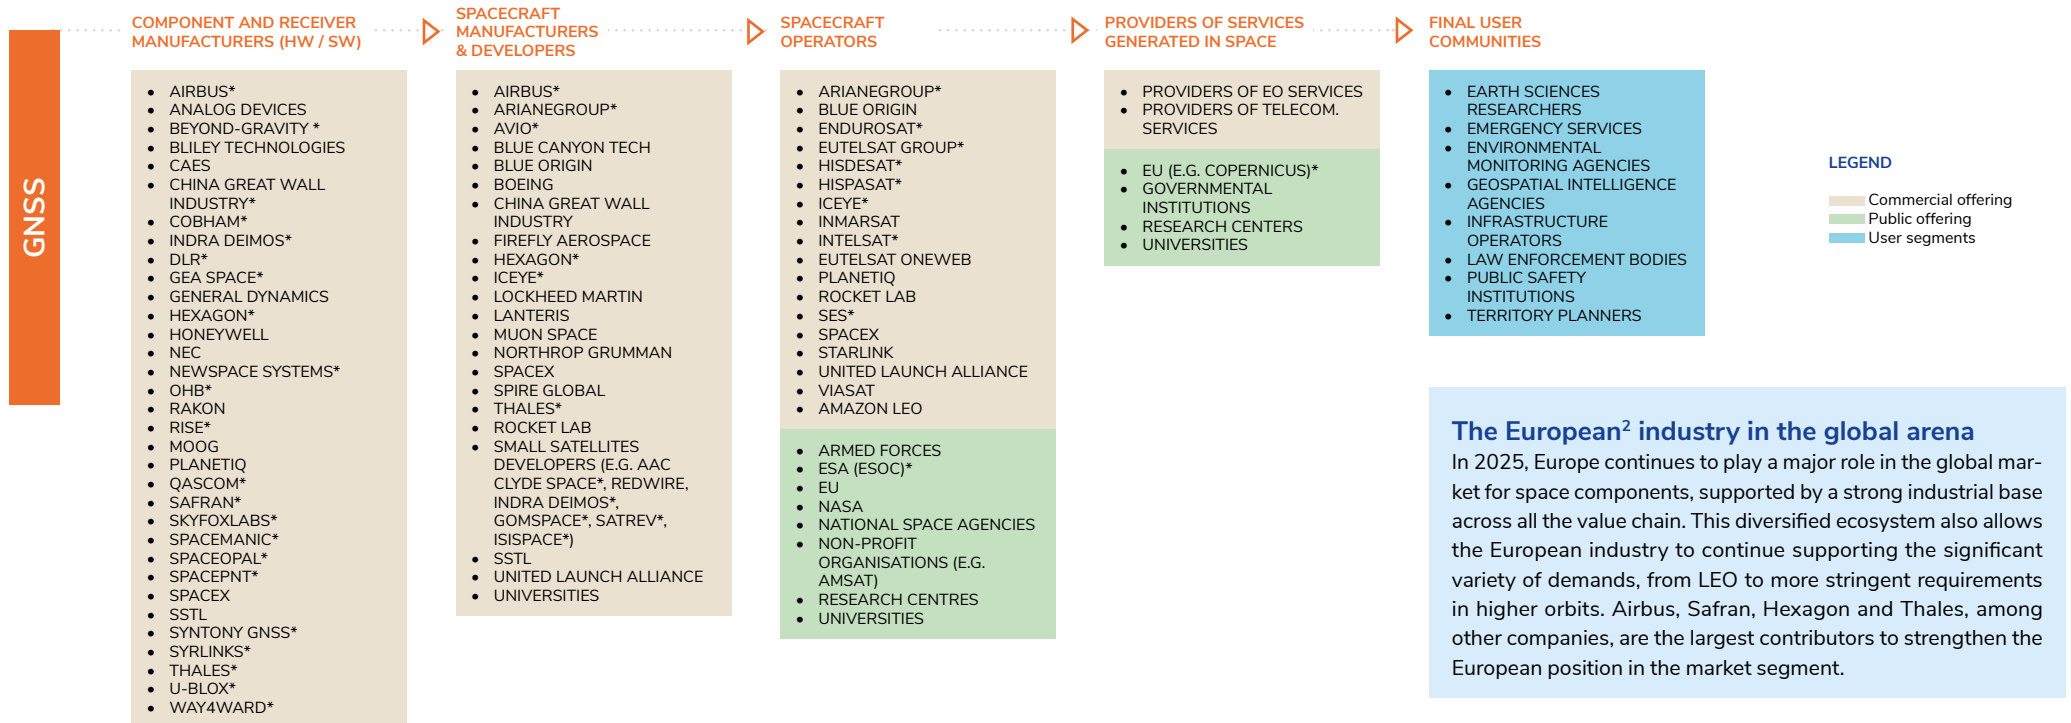 GNSS
COMPONENT AND RECEIVER
MANUFACTURERS (HW / SW)
• AIRBUS*
• ANALOG DEVICES
• BEYOND-GRAVITY *
• BLILEY TECHNOLOGIES
• CAES
• CHINA GREAT WALL
INDUSTRY*
• COBHAM*
• INDRA DEIMOS*
• DLR*
• GEA SPACE*
• GENERAL DYNAMICS
• HEXAGON*
• HONEYWELL
• NEC
• NEWSPACE SYSTEMS*
• OHB*
• RAKON
• RISE*
• MOOG
• PLANETIQ
• QASCOM*
• SAFRAN*
• SKYFOXLABS*
• SPACEMANIC*
• SPACEOPAL*
• SPACEPNT*
• SPACEX
• SSTL
• SYNTONY GNSS*
• SYRLINKS*
• THALES*
• U-BLOX*
• WAY4WARD*
SPACECRAFT
MANUFACTURERS
& DEVELOPERS
• AIRBUS*
• ARIANEGROUP*
• AVIO*
• BLUE CANYON TECH
• BLUE ORIGIN
• BOEING
• CHINA GREAT WALL
INDUSTRY
• FIREFLY AEROSPACE
• HEXAGON*
• ICEYE*
• LOCKHEED MARTIN
• LANTERIS
• MUON SPACE
• NORTHROP GRUMMAN
• SPACEX
• SPIRE GLOBAL
• THALES*
• ROCKET LAB
• SMALL SATELLITES
DEVELOPERS (E.G. AAC
CLYDE SPACE*, REDWIRE,
INDRA DEIMOS*,
GOMSPACE*, SATREV*,
ISISPACE*)
• SSTL
• UNITED LAUNCH ALLIANCE
• UNIVERSITIES
SPACECRAFT
OPERATORS
• ARIANEGROUP*
• BLUE ORIGIN
• ENDUROSAT*
• EUTELSAT GROUP*
• HISDESAT*
• HISPASAT*
• ICEYE*
• INMARSAT
• INTELSAT*
• EUTELSAT ONEWEB
• PLANETIQ
• ROCKET LAB
• SES*
• SPACEX
• STARLINK
• UNITED LAUNCH ALLIANCE
• VIASAT
• AMAZON LEO
• ARMED FORCES
• ESA (ESOC)*
• EU
• NASA
• NATIONAL SPACE AGENCIES
• NON-PROFIT
ORGANISATIONS (E.G.
AMSAT)
• RESEARCH CENTRES
• UNIVERSITIES
PROVIDERS OF SERVICES
GENERATED IN SPACE
• PROVIDERS OF EO SERVICES
• PROVIDERS OF TELECOM.
SERVICES
• EU (E.G. COPERNICUS)*
• GOVERNMENTAL
INSTITUTIONS
• RESEARCH CENTERS
• UNIVERSITIES
FINAL USER
COMMUNITIES
• EARTH SCIENCES
RESEARCHERS
• EMERGENCY SERVICES
• ENVIRONMENTAL
MONITORING AGENCIES
• GEOSPATIAL INTELLIGENCE
AGENCIES
• INFRASTRUCTURE
OPERATORS
• LAW ENFORCEMENT BODIES
• PUBLIC SAFETY
INSTITUTIONS
• TERRITORY PLANNERS
LEGEND
Commercial offering
Public offering
User segments
The European² industry in the global arena
In 2025, Europe continues to play a major role in the global mar-
ket for space components, supported by a strong industrial base
across all the value chain. This diversified ecosystem also allows
the European industry to continue supporting the significant
variety of demands, from LEO to more stringent requirements
in higher orbits. Airbus, Safran, Hexagon and Thales, among
other companies, are the largest contributors to strengthen the
European position in the market segment.